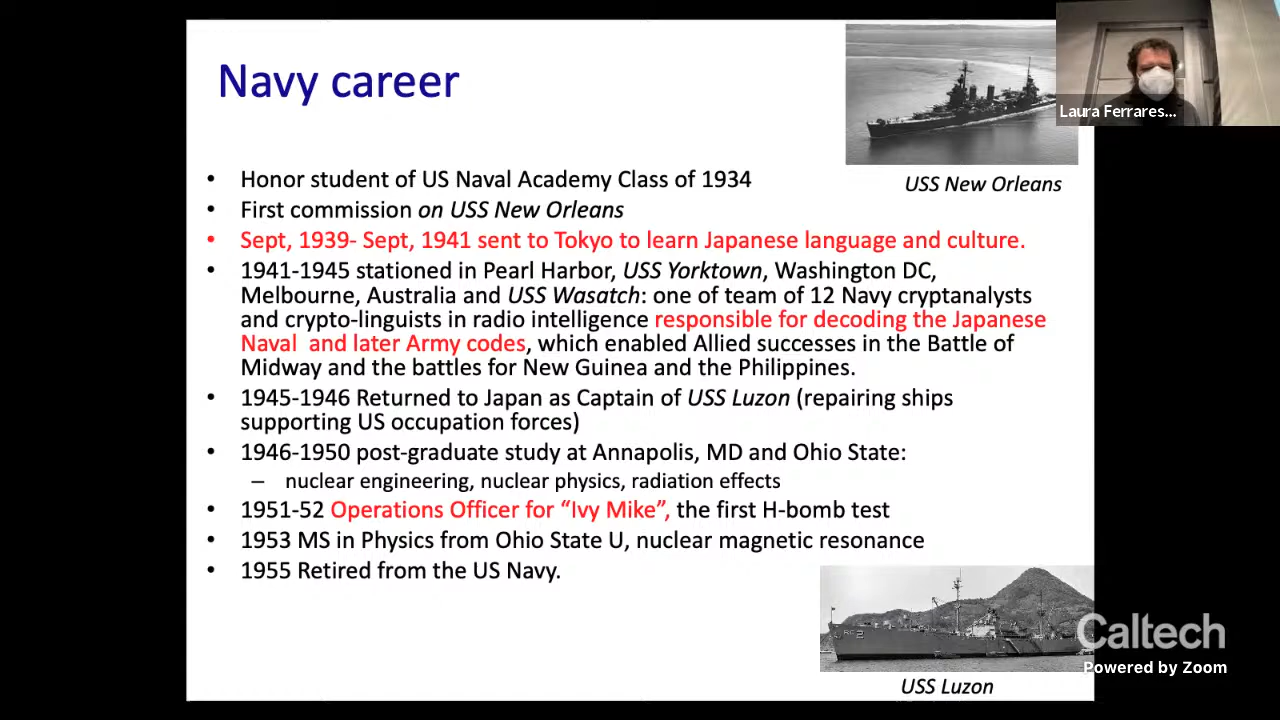 Navy career
Laura Ferrares...
USS New Orleans
• Honor student of US Naval Academy Class of 1934
• First commission on USS New Orleans
• Sept, 1939- Sept, 1941 sent to Tokyo to learn Japanese language and culture.
• 1941-1945 stationed in Pearl Harbor, USS Yorktown, Washington DC,
Melbourne, Australia and USS Wasatch: one of team of 12 Navy cryptanalysts
and crypto-linguists in radio intelligence responsible for decoding the Japanese
Naval and later Army codes, which enabled Allied successes in the Battle of
Midway and the battles for New Guinea and the Philippines.
• 1945-1946 Returned to Japan as Captain of USS Luzon (repairing ships
supporting US occupation forces)
• 1946-1950 post-graduate study at Annapolis, MD and Ohio State:
– nuclear engineering, nuclear physics, radiation effects
• 1951-52 Operations Officer for “Ivy Mike”, the first H-bomb test
• 1953 MS in Physics from Ohio State U, nuclear magnetic resonance
• 1955 Retired from the US Navy.
Caltech
Powered by Zoom
USS Luzon